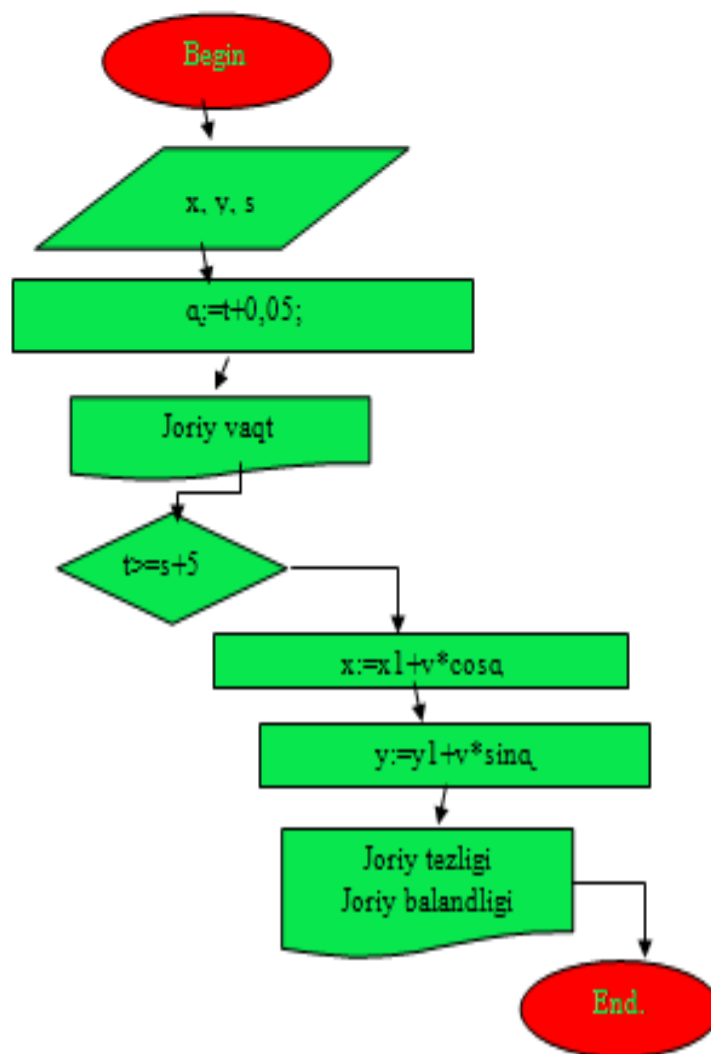 Begin
x, v, s
α:=t+0,05;
Joriy vaqt
t>=s+5
x:=x1+v*cosα
y:=y1+v*sinα
Joriy tezligi
Joriy balandligi
End.